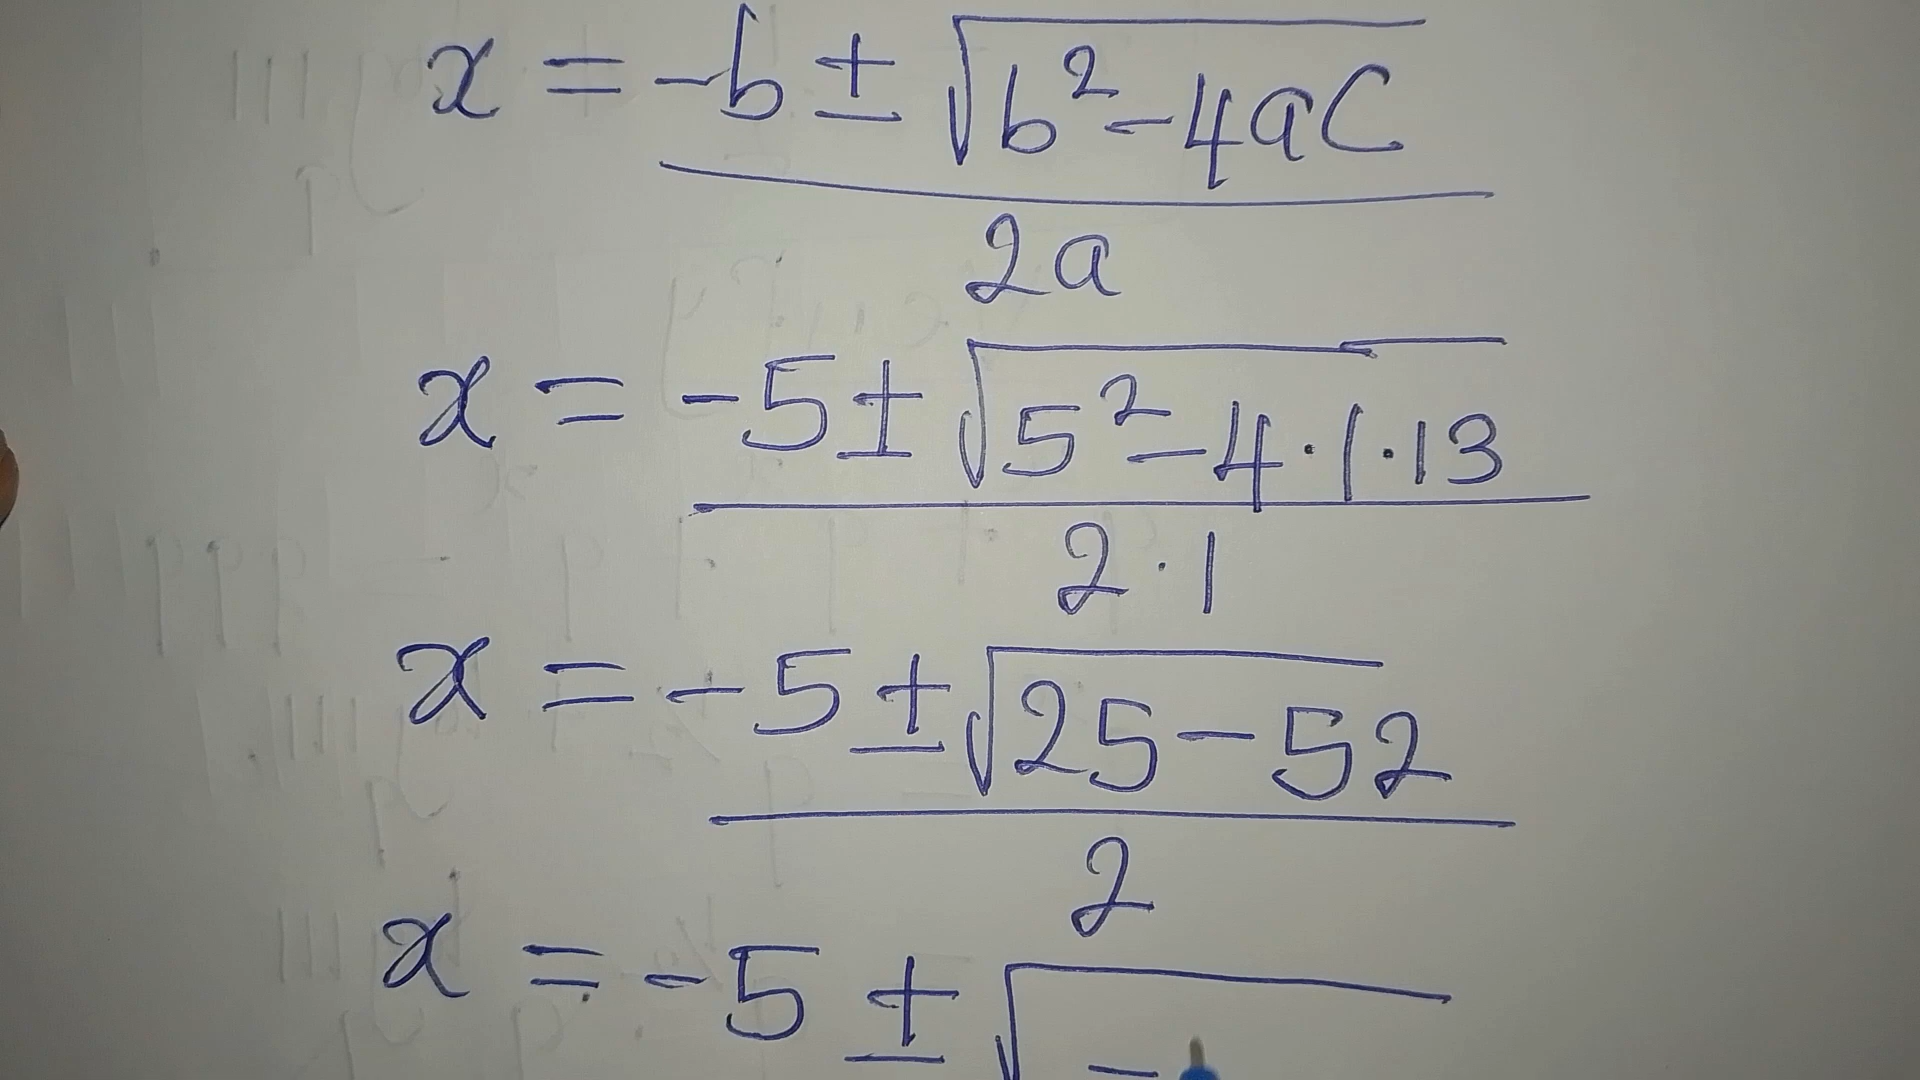 x = -b ± √b² - 4aC
2a
x = -5 ± √5² - 4 · 1 · 13
2 · 1
x = -5 ± √25 - 52
2
x = -5 ± √-